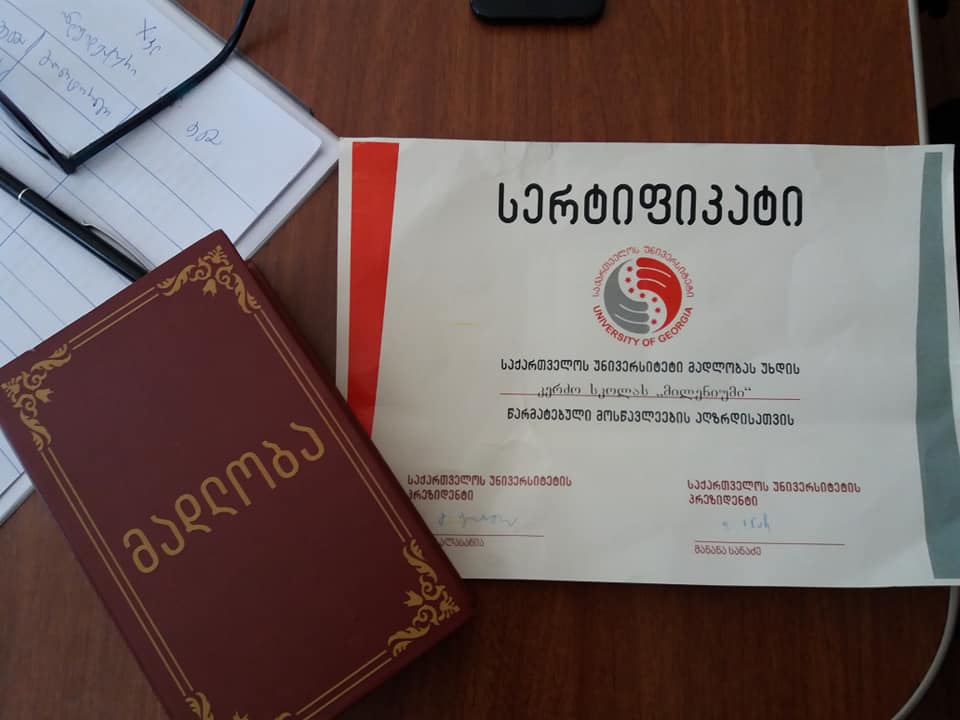 სერტიფიკატი
საქართველოს უნივერსიტეტი
UNIVERSITY OF GEORGIA
საქართველოს უნივერსიტეტი მადლობას უხდის
კერძო სკოლას „მილენიუმი“
წარმატებული მოსწავლეების აღზრდისათვის
საქართველოს უნივერსიტეტის
პრეზიდენტი
საქართველოს უნივერსიტეტის
პრეზიდენტი
მანანა სანაძე
მადლობა